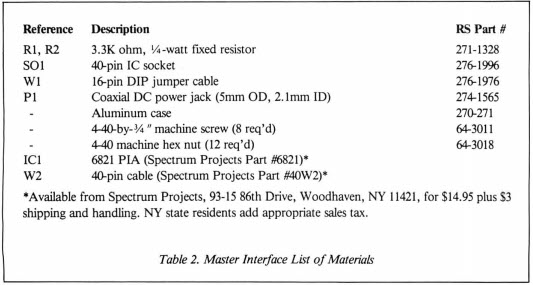 Reference Description RS Part #
R1, R2 3.3K ohm, ¼-watt fixed resistor 271-1328
SO1 40-pin IC socket 276-1996
W1 16-pin DIP jumper cable 276-1976
P1 Coaxial DC power jack (5mm OD, 2.1mm ID) 274-1565
- Aluminum case 270-271
- 4-40-by-¾" machine screw (8 req'd) 64-3011
- 4-40 machine hex nut (12 req'd) 64-3018
IC1 6821 PIA (Spectrum Projects Part #6821)*
W2 40-pin cable (Spectrum Projects Part #40W2)*
*Available from Spectrum Projects, 93-15 86th Drive, Woodhaven, NY 11421, for $14.95 plus $3
shipping and handling. NY state residents add appropriate sales tax.
Table 2. Master Interface List of Materials